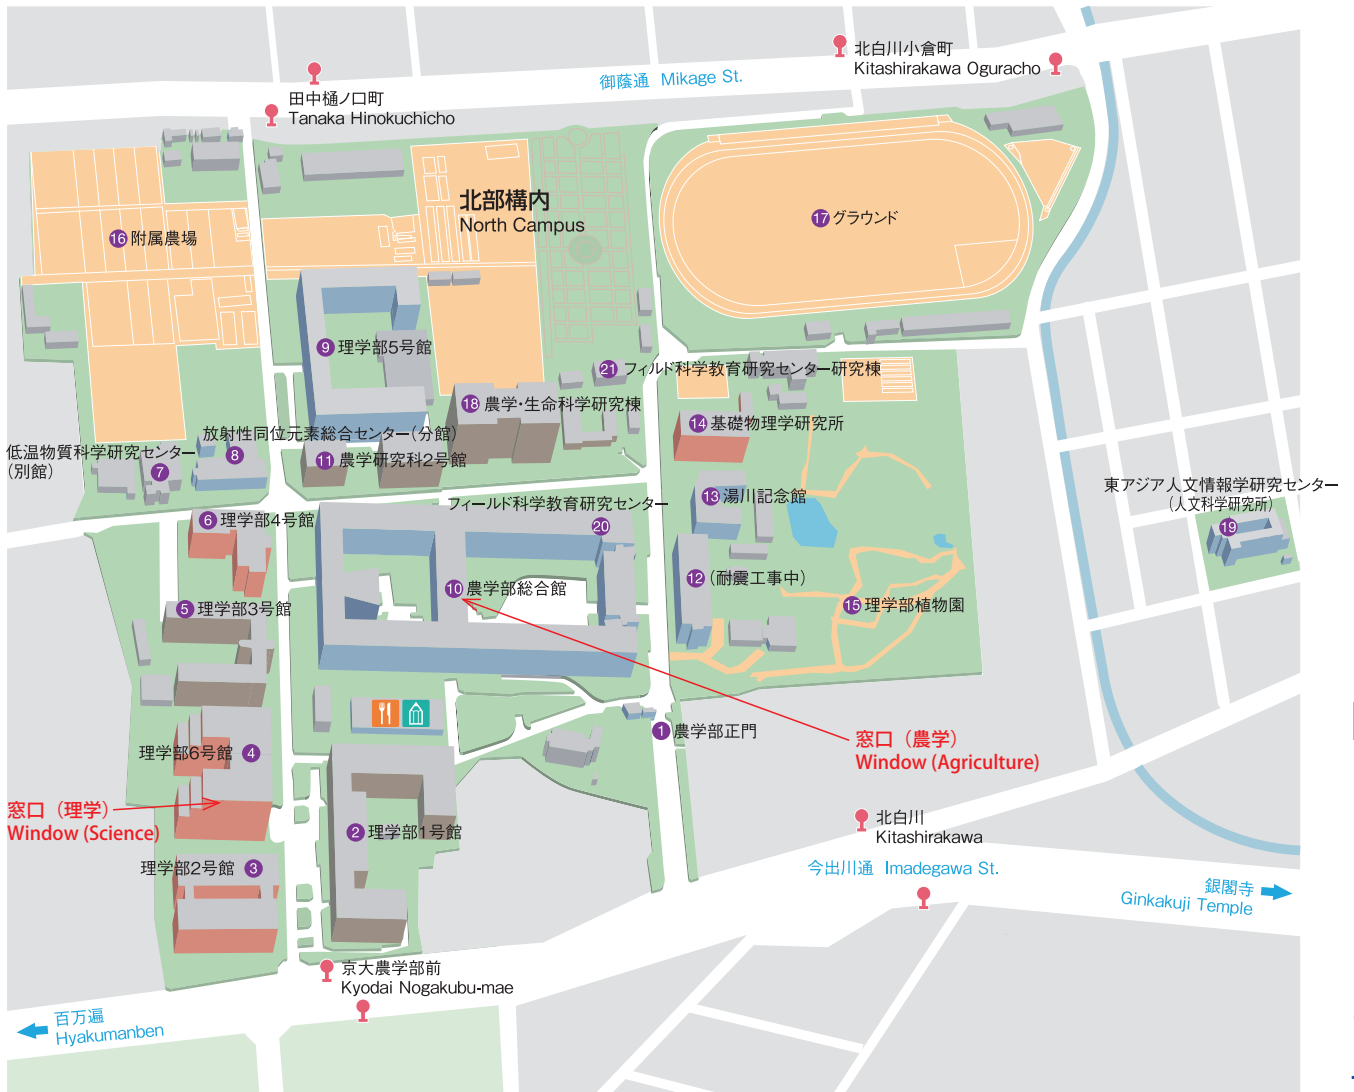 北白川小倉町
Kitashirakawa Oguracho
御蔭通 Mikage St.
田中樋ノ口町
Tanaka Hinokuchicho
北部構内
North Campus
17 グラウンド
16 附属農場
9 理学部5号館
21 フィルド科学教育研究センター研究棟
18 農学・生命科学研究棟
14 基礎物理学研究所
放射性同位元素総合センター(分館)
8
低温物質科学研究センター
(別館)
7
11 農学研究科2号館
13 湯川記念館
東アジア人文情報学研究センター
(人文科学研究所)
19
フィールド科学教育研究センター
20
6 理学部4号館
12 (耐震工事中)
10 農学部総合館
15 理学部植物園
5 理学部3号館
1 農学部正門
窓口(農学)
Window (Agriculture)
理学部6号館 4
窓口(理学)
Window (Science)
2 理学部1号館
北白川
Kitashirakawa
理学部2号館 3
今出川通 Imadegawa St.
銀閣寺
Ginkakuji Temple
京大農学部前
Kyodai Nogakubu-mae
百万遍
Hyakumanben